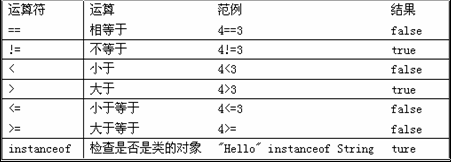 运算符 运算 范例 结果
== 相等于 4==3 false
!= 不等于 4!=3 true
< 小于 4<3 false
> 大于 4>3 true
<= 小于等于 4<=3 false
>= 大于等于 4>= false
instanceof 检查是否是类的对象 "Hello" instanceof String ture